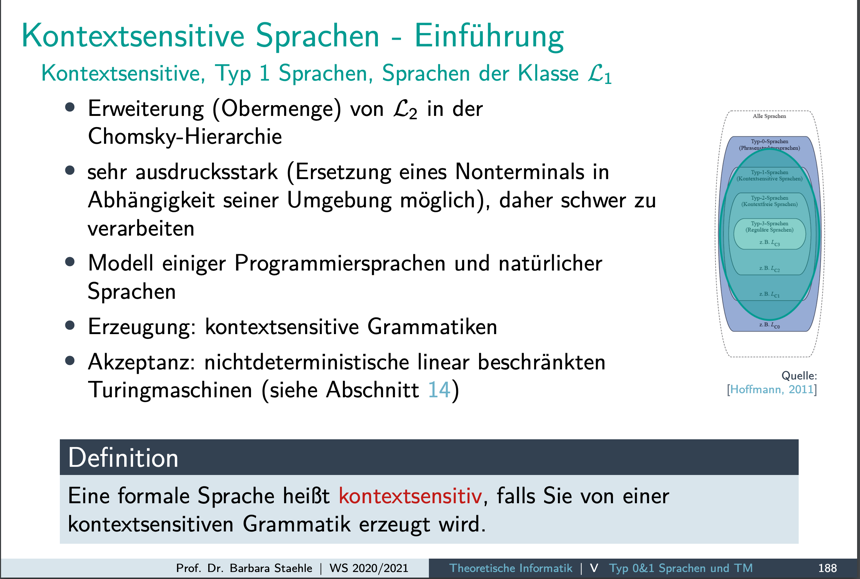 Kontextsensitive Sprachen - Einführung
Kontextsensitive, Typ 1 Sprachen, Sprachen der Klasse ℒ₁
• Erweiterung (Obermenge) von ℒ₂ in der
Chomsky-Hierarchie
• sehr ausdrucksstark (Ersetzung eines Nonterminals in
Abhängigkeit seiner Umgebung möglich), daher schwer zu
verarbeiten
• Modell einiger Programmiersprachen und natürlicher
Sprachen
• Erzeugung: kontextsensitive Grammatiken
• Akzeptanz: nichtdeterministische linear beschränkten
Turingmaschinen (siehe Abschnitt 14)
Alle Sprachen
Typ-0-Sprachen
Typ-1-Sprachen
(Kontextsensitive Sprachen)
Typ-2-Sprachen
(Kontextfreie Sprachen)
Typ-3-Sprachen
(Reguläre Sprachen)
z.B. L
z.B. L
z.B. L
z.B. L
Quelle:
[Hoffmann, 2011]
Definition
Eine formale Sprache heißt kontextsensitiv, falls Sie von einer
kontextsensitiven Grammatik erzeugt wird.
Prof. Dr. Barbara Staehle | WS 2020/2021 Theoretische Informatik | V Typ 0&1 Sprachen und TM 188